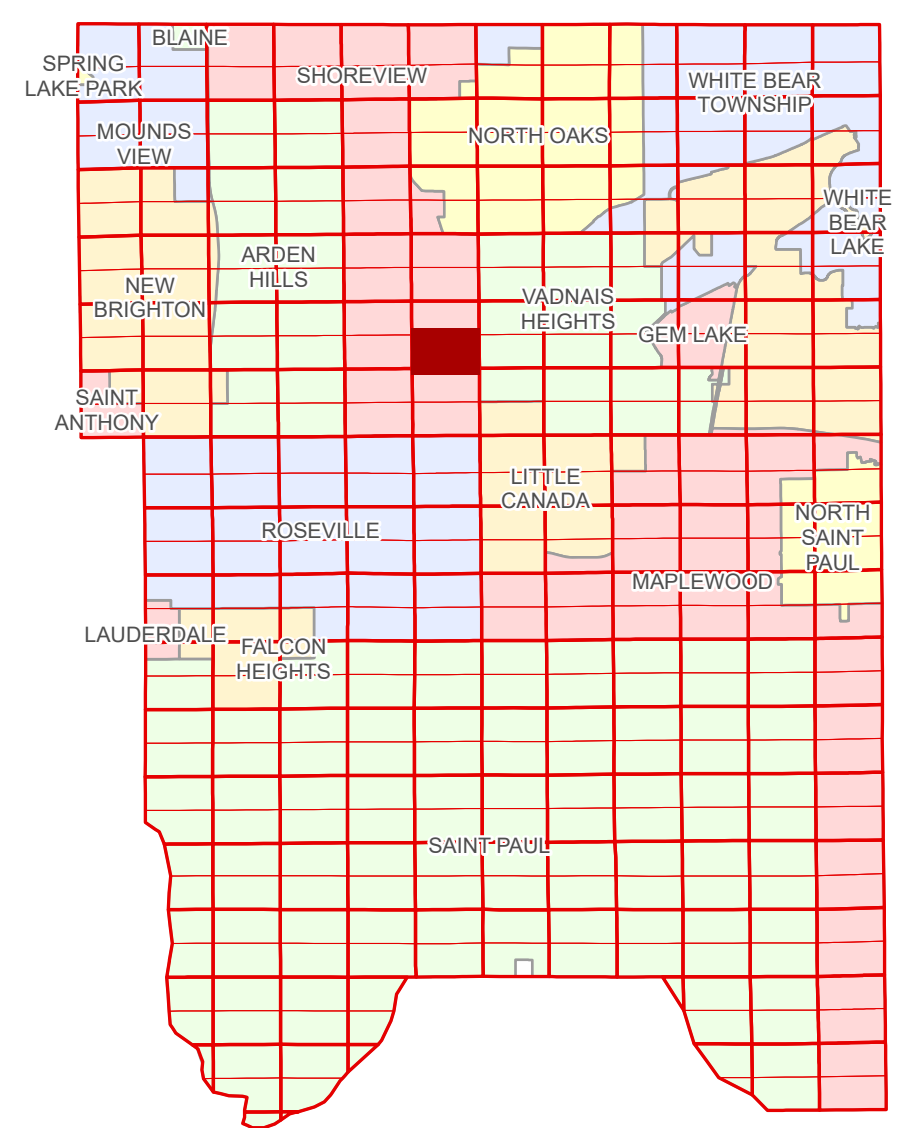 BLAINE
SPRING
LAKE PARK
SHOREVIEW
WHITE BEAR
TOWNSHIP
MOUNDS
VIEW
NORTH OAKS
WHITE
BEAR
LAKE
ARDEN
HILLS
NEW
BRIGHTON
VADNAIS
HEIGHTS
GEM LAKE
SAINT
ANTHONY
LITTLE
CANADA
ROSEVILLE
NORTH
SAINT
PAUL
MAPLEWOOD
LAUDERDALE
FALCON
HEIGHTS
SAINT PAUL